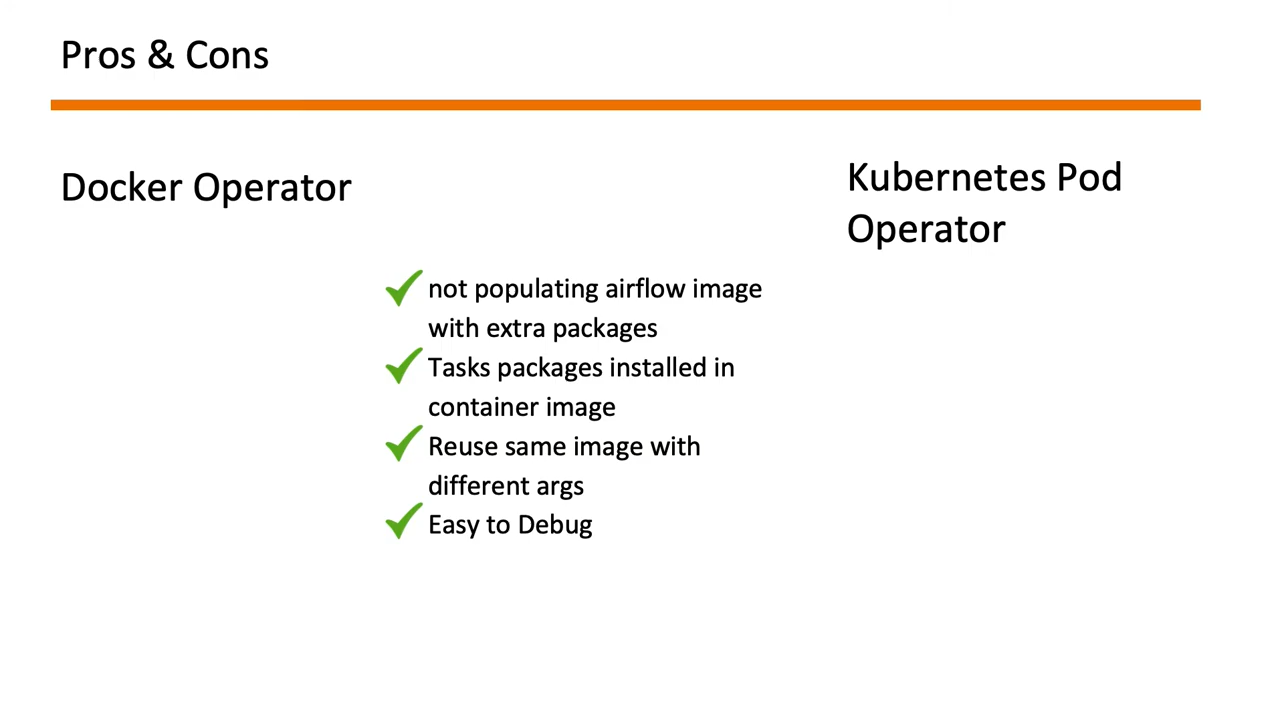 Pros & Cons
Docker Operator
Kubernetes Pod
Operator
not populating airflow image
with extra packages
Tasks packages installed in
container image
Reuse same image with
different args
Easy to Debug